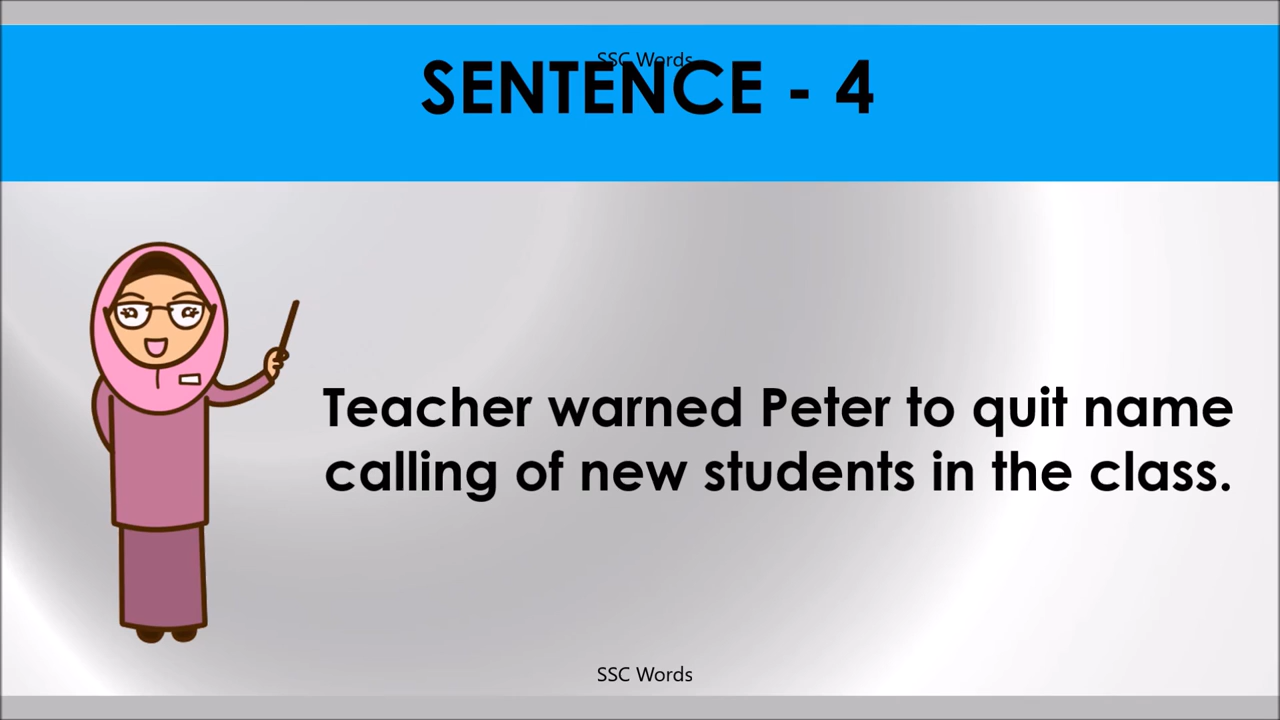 SSC Words
SENTENCE - 4
Teacher warned Peter to quit name
calling of new students in the class.
SSC Words